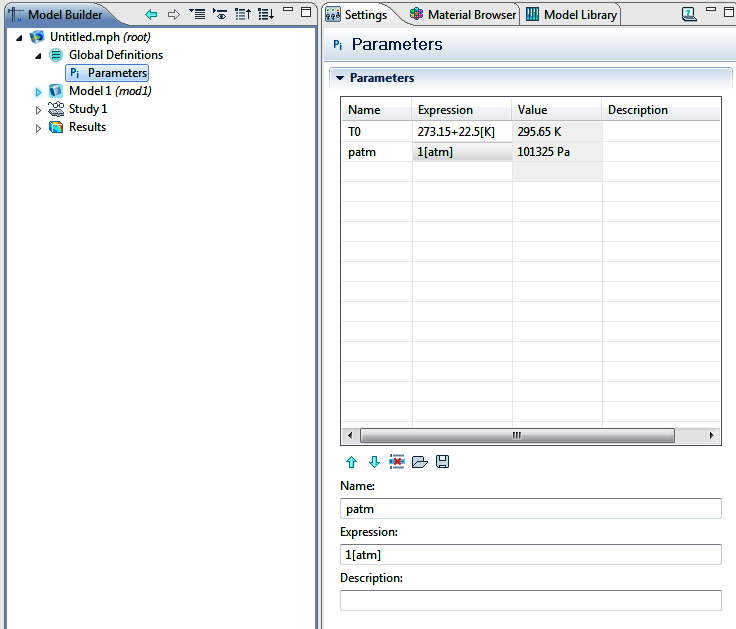 Model Builder
Untitled.mph (root)
Global Definitions
Pi Parameters
Model 1 (mod1)
Study 1
Results
Settings Material Browser Model Library
Pi Parameters
Parameters
Name Expression Value Description
T0 273.15+22.5[K] 295.65 K
patm 1[atm] 101325 Pa
Name:
patm
Expression:
1[atm]
Description: